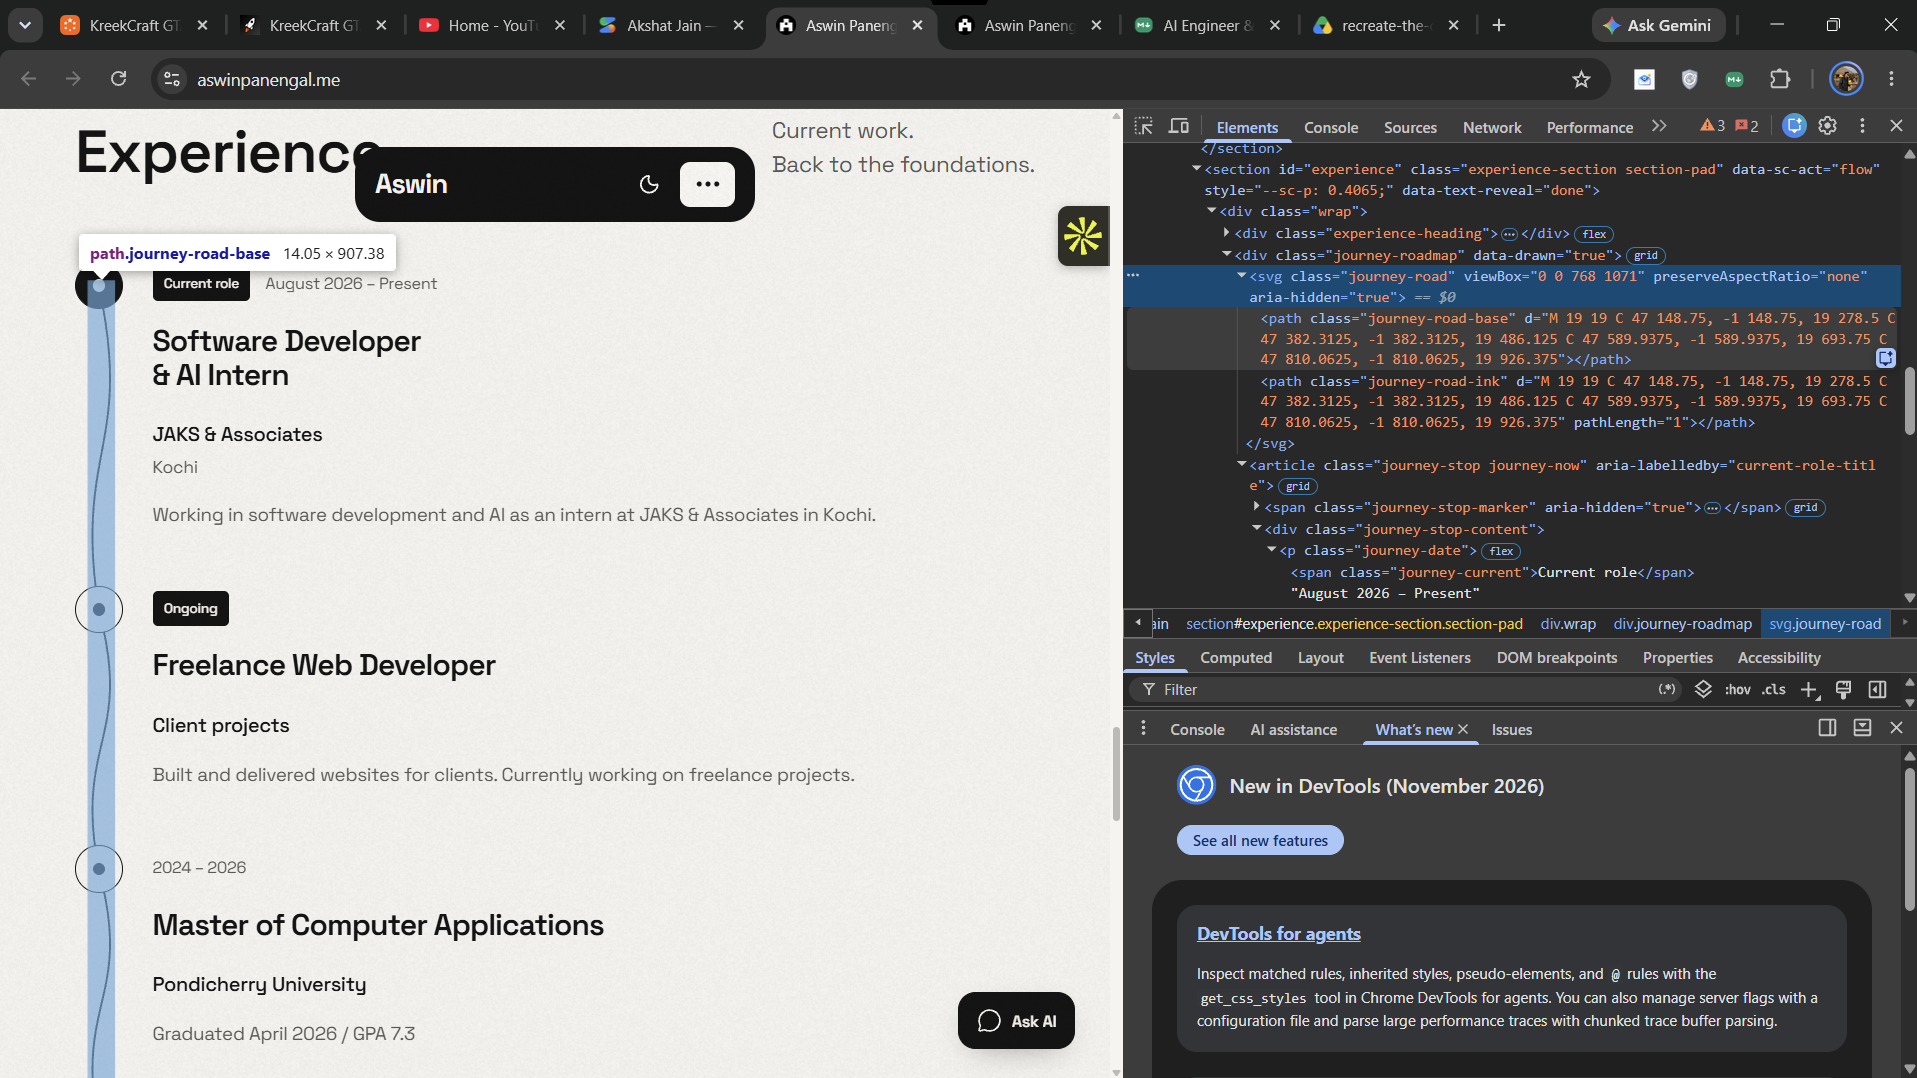 KreekCraft GT
KreekCraft GT
Home - YouTu
Akshat Jain —
Aswin Paneng
Aswin Paneng
AI Engineer &
recreate-the-
Ask Gemini
aswinpanengal.me
Experience
Current work.
Back to the foundations.
Aswin
path.journey-road-base 14.05 × 907.38
Current role August 2026 – Present
Software Developer
& AI Intern
JAKS & Associates
Kochi
Working in software development and AI as an intern at JAKS & Associates in Kochi.
Ongoing
Freelance Web Developer
Client projects
Built and delivered websites for clients. Currently working on freelance projects.
2024 – 2026
Master of Computer Applications
Pondicherry University
Graduated April 2026 / GPA 7.3
Ask AI
Elements Console Sources Network Performance 3 2
</section>
<section id="experience" class="experience-section section-pad" data-sc-act="flow"
style="--sc-p: 0.4065;" data-text-reveal="done">
<div class="wrap">
<div class="experience-heading"> … </div> flex
<div class="journey-roadmap" data-drawn="true"> grid
<svg class="journey-road" viewBox="0 0 768 1071" preserveAspectRatio="none"
aria-hidden="true"> == $0
<path class="journey-road-base" d="M 19 19 C 47 148.75, -1 148.75, 19 278.5 C
47 382.3125, -1 382.3125, 19 486.125 C 47 589.9375, -1 589.9375, 19 693.75 C
47 810.0625, -1 810.0625, 19 926.375"></path>
<path class="journey-road-ink" d="M 19 19 C 47 148.75, -1 148.75, 19 278.5 C
47 382.3125, -1 382.3125, 19 486.125 C 47 589.9375, -1 589.9375, 19 693.75 C
47 810.0625, -1 810.0625, 19 926.375" pathLength="1"></path>
</svg>
<article class="journey-stop journey-now" aria-labelledby="current-role-titl
e"> grid
<span class="journey-stop-marker" aria-hidden="true"> … </span> grid
<div class="journey-stop-content">
<p class="journey-date"> flex
<span class="journey-current">Current role</span>
"August 2026 – Present"
ain section#experience.experience-section.section-pad div.wrap div.journey-roadmap svg.journey-road
Styles Computed Layout Event Listeners DOM breakpoints Properties Accessibility
Filter (.*) :hov .cls
Console AI assistance What's new Issues
New in DevTools (November 2026)
See all new features
DevTools for agents
Inspect matched rules, inherited styles, pseudo-elements, and @ rules with the
get_css_styles tool in Chrome DevTools for agents. You can also manage server flags with a
configuration file and parse large performance traces with chunked trace buffer parsing.